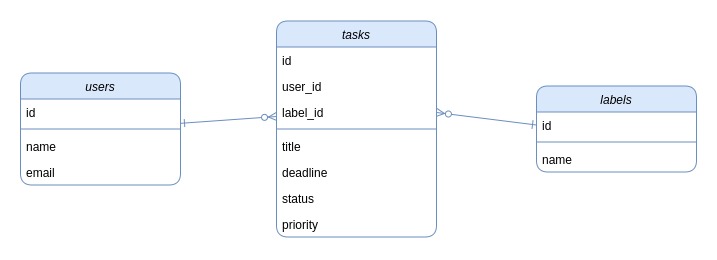 users
id
name
email
tasks
id
user_id
label_id
title
deadline
status
priority
labels
id
name